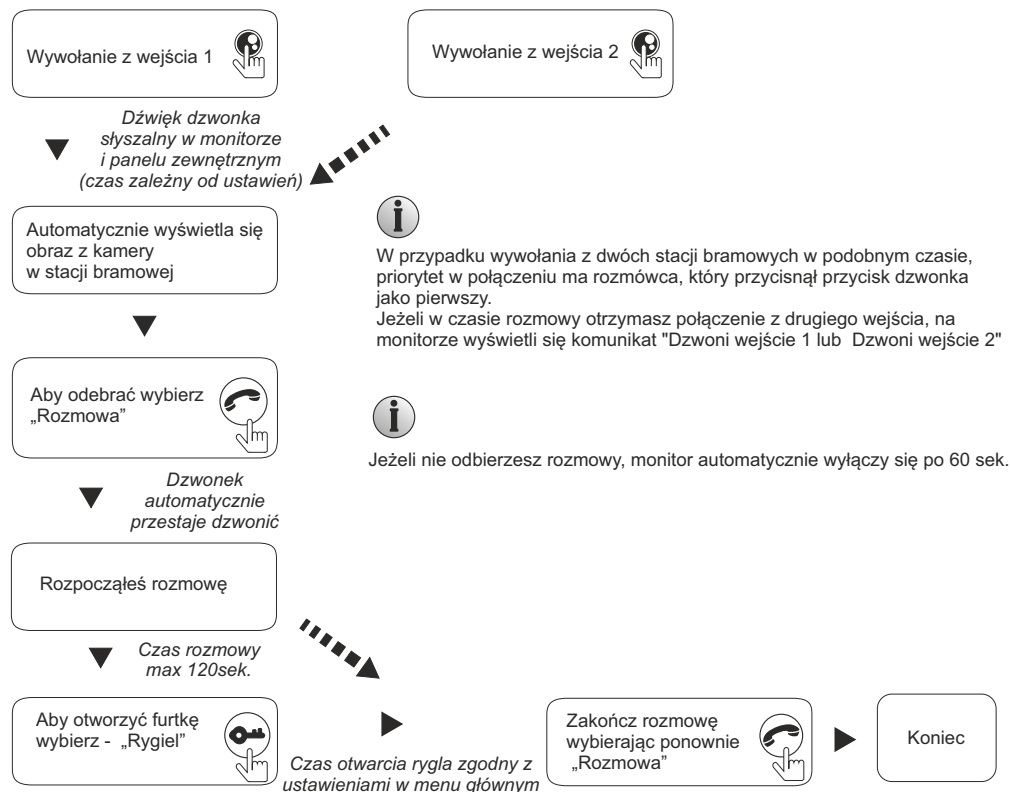 Wywołanie z wejścia 1
Wywołanie z wejścia 2
Dźwięk dzwonka
słyszalny w monitorze
i panelu zewnętrznym
(czas zależny od ustawień)
Automatycznie wyświetla się
obraz z kamery
w stacji bramowej
W przypadku wywołania z dwóch stacji bramowych w podobnym czasie,
priorytet w połączeniu ma rozmówca, który przycisnął przycisk dzwonka
jako pierwszy.
Jeżeli w czasie rozmowy otrzymasz połączenie z drugiego wejścia, na
monitorze wyświetli się komunikat "Dzwoni wejście 1 lub Dzwoni wejście 2"
Aby odebrać wybierz
„Rozmowa”
Jeżeli nie odbierzesz rozmowy, monitor automatycznie wyłączy się po 60 sek.
Dzwonek
automatycznie
przestaje dzwonić
Rozpocząłeś rozmowę
Czas rozmowy
max 120sek.
Aby otworzyć furtkę
wybierz - „Rygiel”
Czas otwarcia rygla zgodny z
ustawieniami w menu głównym
Zakończ rozmowę
wybierając ponownie
„Rozmowa”
Koniec